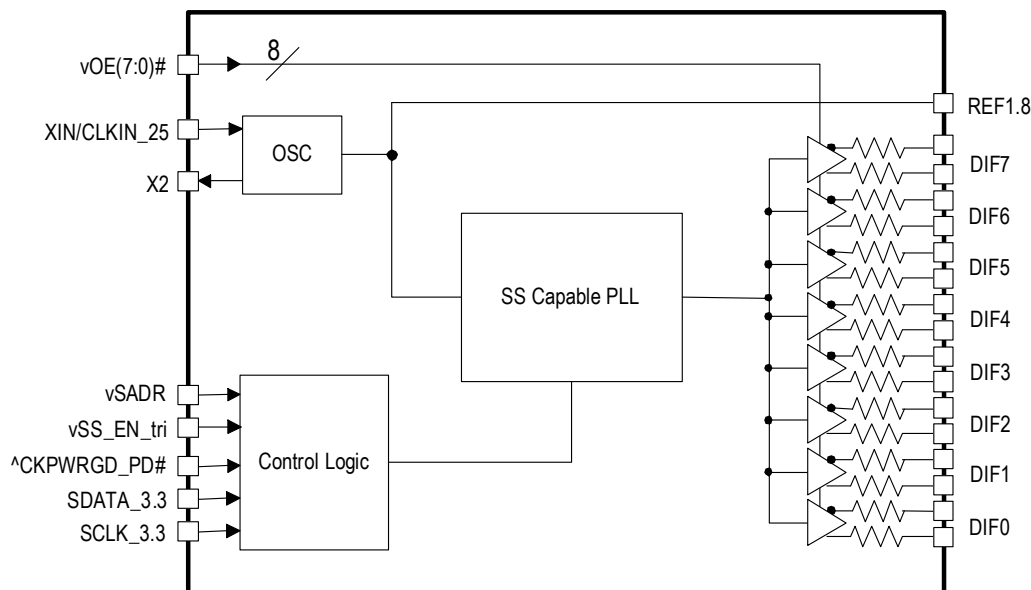 vOE(7:0)#
8
REF1.8
XIN/CLKIN_25
OSC
X2
DIF7
DIF6
DIF5
SS Capable PLL
DIF4
DIF3
vSADR
vSS_EN_tri
DIF2
^CKPWRGD_PD#
Control Logic
DIF1
SDATA_3.3
SCLK_3.3
DIF0